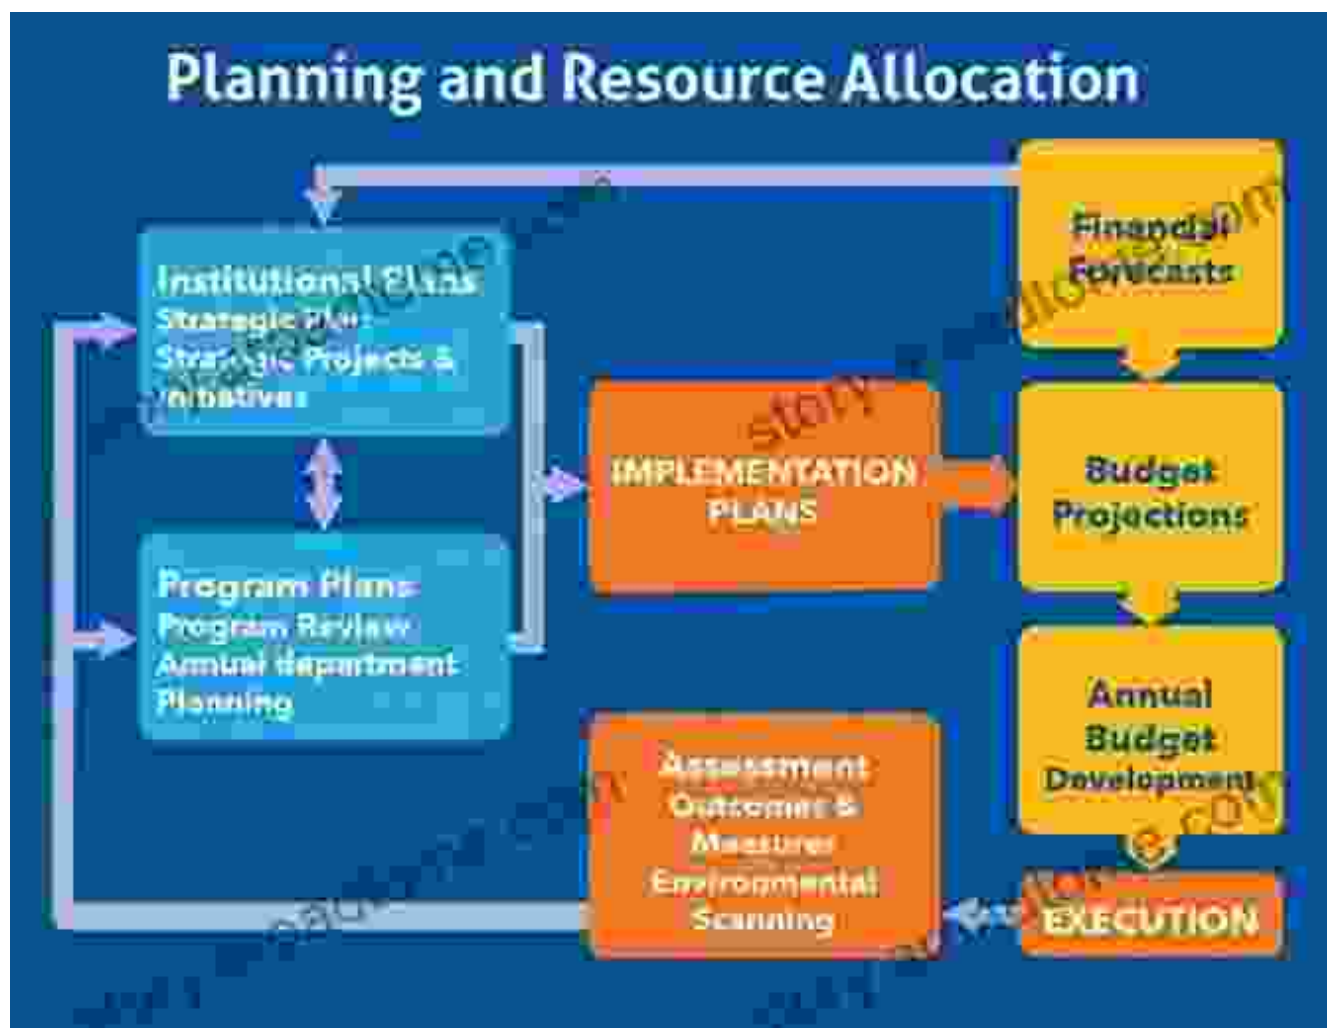 Planning and Resource Allocation
Financial
Forecasts
Institutional Plans
Strategic Plan
Strategic Projects &
Initiatives
IMPLEMENTATION
PLANS
Budget
Projections
Program Plans
Program Review
Annual department
Planning
Annual
Budget
Development
Assessment
Outcomes &
Measures
Environmental
Scanning
EXECUTION